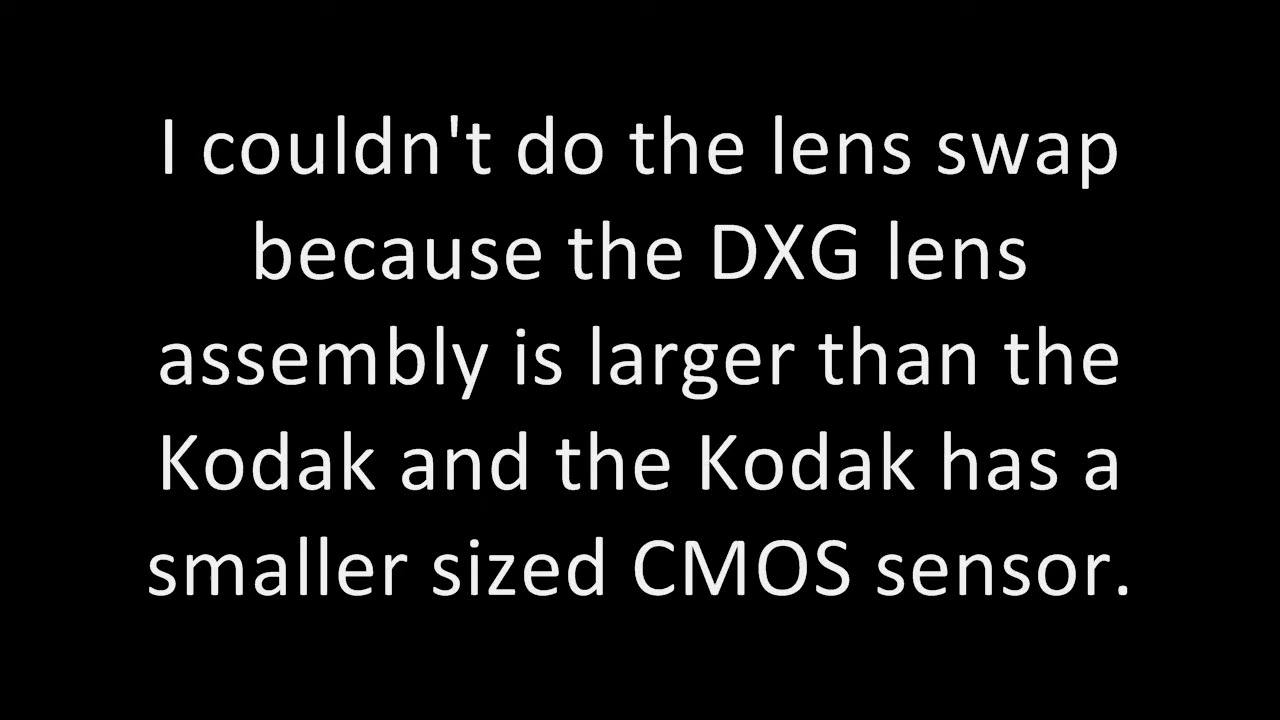 I couldn't do the lens swap
because the DXG lens
assembly is larger than the
Kodak and the Kodak has a
smaller sized CMOS sensor.